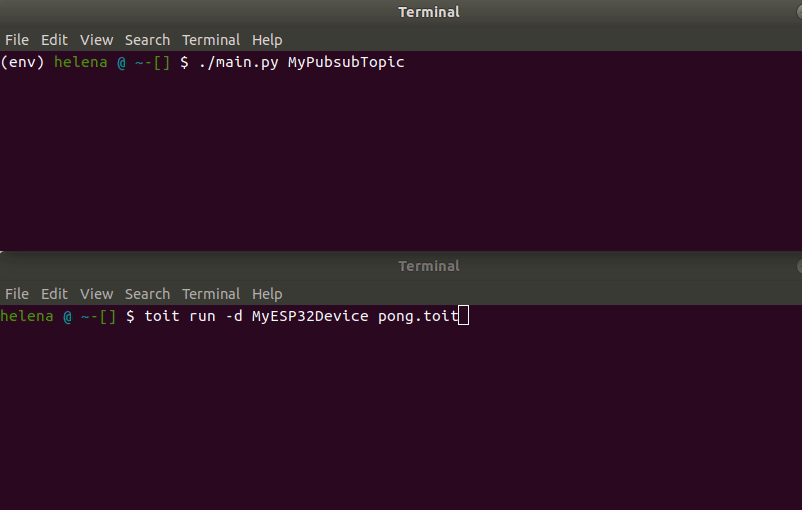 Terminal
File Edit View Search Terminal Help
(env) helena @ ~-[] $ ./main.py MyPubsubTopic
Terminal
File Edit View Search Terminal Help
helena @ ~-[] $ toit run -d MyESP32Device pong.toit